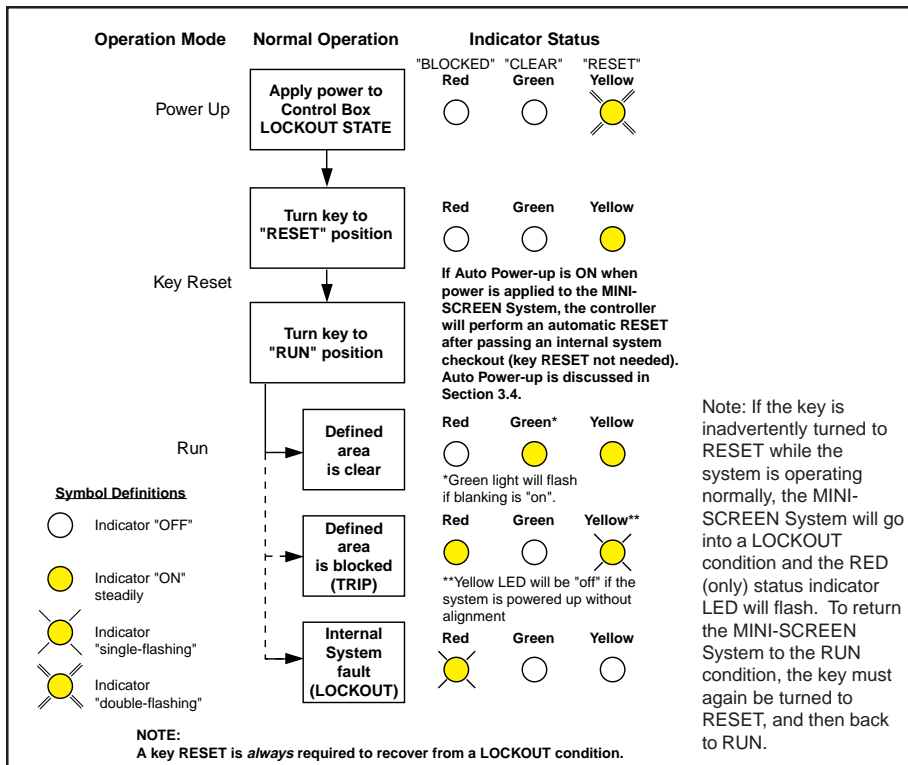 Operation Mode Normal Operation Indicator Status
"BLOCKED" "CLEAR" "RESET"
Red Green Yellow
Power Up
Apply power to
Control Box
LOCKOUT STATE
Turn key to
"RESET" position
Red Green Yellow
Key Reset
If Auto Power-up is ON when
power is applied to the MINI-
SCREEN System, the controller
will perform an automatic RESET
after passing an internal system
checkout (key RESET not needed).
Auto Power-up is discussed in
Section 3.4.
Turn key to
"RUN" position
Run
Defined
area
is clear
Red Green* Yellow
*Green light will flash
if blanking is "on".
Defined
area
is blocked
(TRIP)
Red Green Yellow**
**Yellow LED will be "off" if the
system is powered up without
alignment
Internal
System
fault
(LOCKOUT)
Red Green Yellow
Symbol Definitions
Indicator "OFF"
Indicator "ON"
steadily
Indicator
"single-flashing"
Indicator
"double-flashing"
NOTE:
A key RESET is always required to recover from a LOCKOUT condition.
Note: If the key is
inadvertently turned to
RESET while the
system is operating
normally, the MINI-
SCREEN System will go
into a LOCKOUT
condition and the RED
(only) status indicator
LED will flash. To return
the MINI-SCREEN
System to the RUN
condition, the key must
again be turned to
RESET, and then back
to RUN.